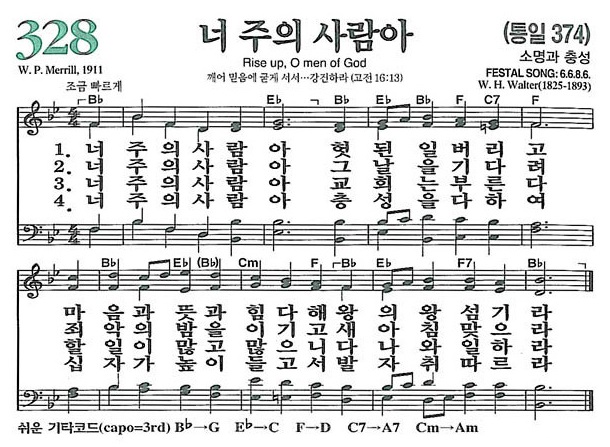 328 너 주의 사람아 (통일 374)
W. P. Merrill, 1911
Rise up, O men of God
깨어 믿음에 굳게 서서…강건하라 (고전 16:13)
소명과 충성
FESTAL SONG: 6.6.8.6.
W. H. Walter(1825-1893)
조금 빠르게
B♭ E♭ B♭ F C7 F
1. 너 주 의 사 람 아 헛 된 일 버 리 고
2. 너 주 의 사 람 아 그 날 을 기 다 려
3. 너 주 의 사 람 아 교 회 는 부 른 다
4. 너 주 의 사 람 아 충 성 을 다 하 여
B♭ E♭ (B♭) Cm F B♭ E♭ F7 B♭
마 음 과 뜻 과 힘 다 해 왕 의 왕 섬 기 라
죄 악 의 밤 을 이 기 고 새 아 침 맞 으 라
할 일 이 많 고 많 으 니 다 나 와 일 하 라
십 자 가 높 이 들 고 서 발 자 취 따 르 라
쉬운 기타코드(capo=3rd) B♭→G E♭→C F→D C7→A7 F7→D7 Cm→Am